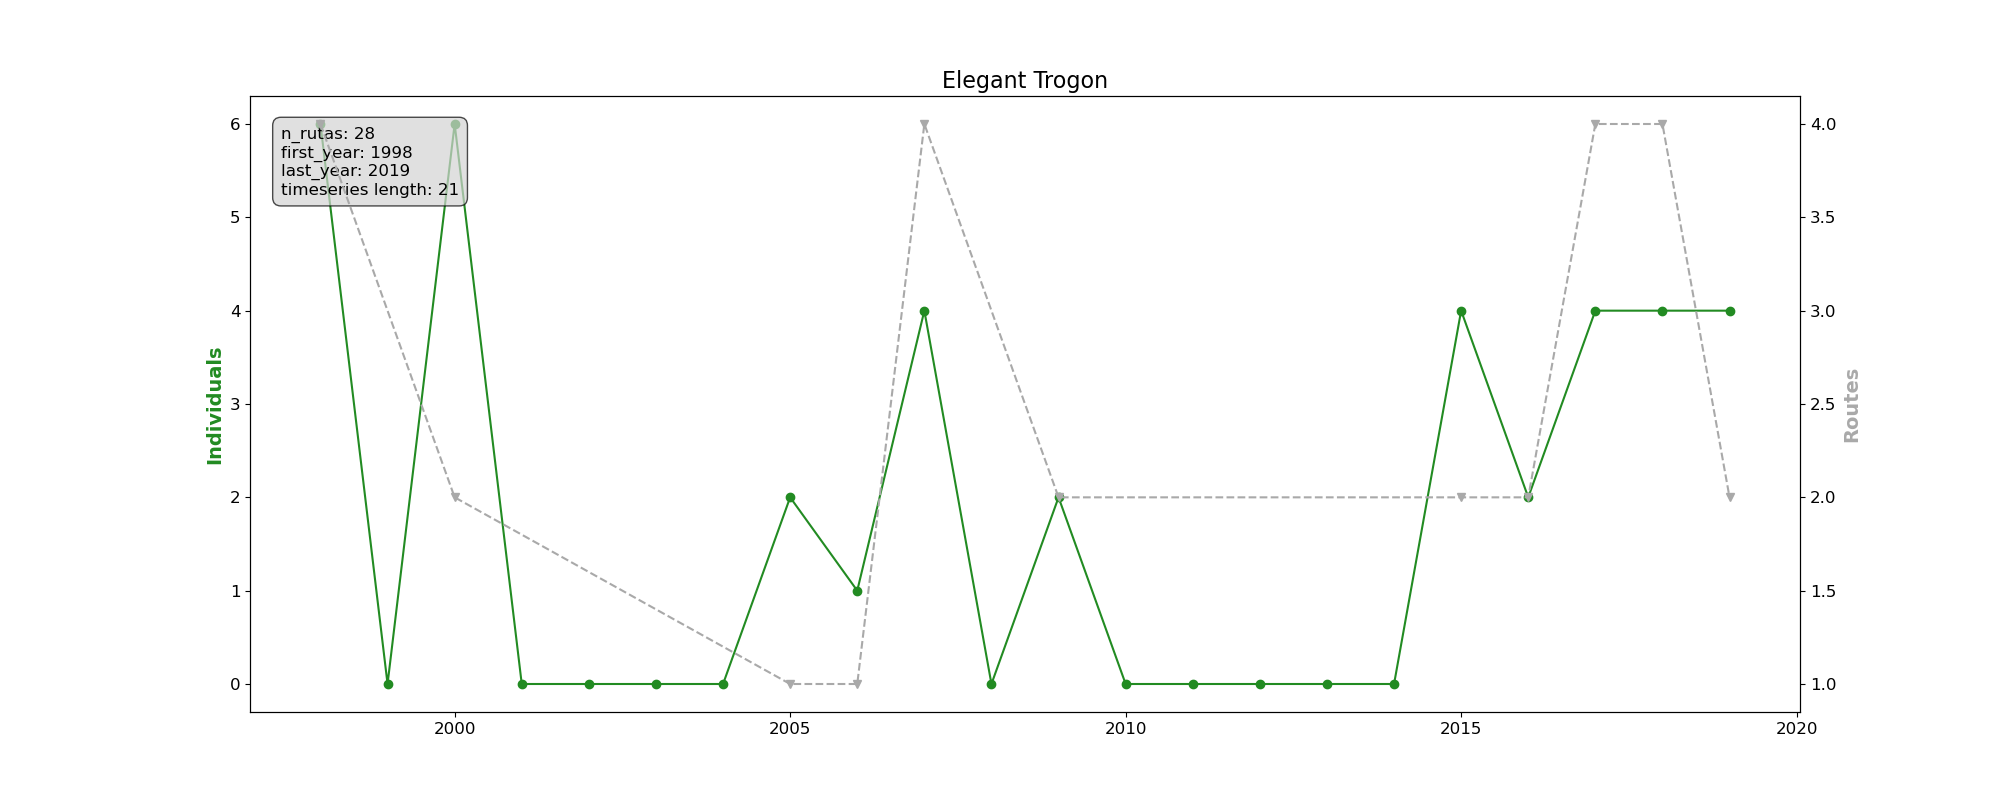 Elegant Trogon
n_rutas: 28
first_year: 1998
last_year: 2019
timeseries length: 21
6
5
4
3
2
1
0
Individuals
4.0
3.5
3.0
2.5
2.0
1.5
1.0
Routes
2000
2005
2010
2015
2020